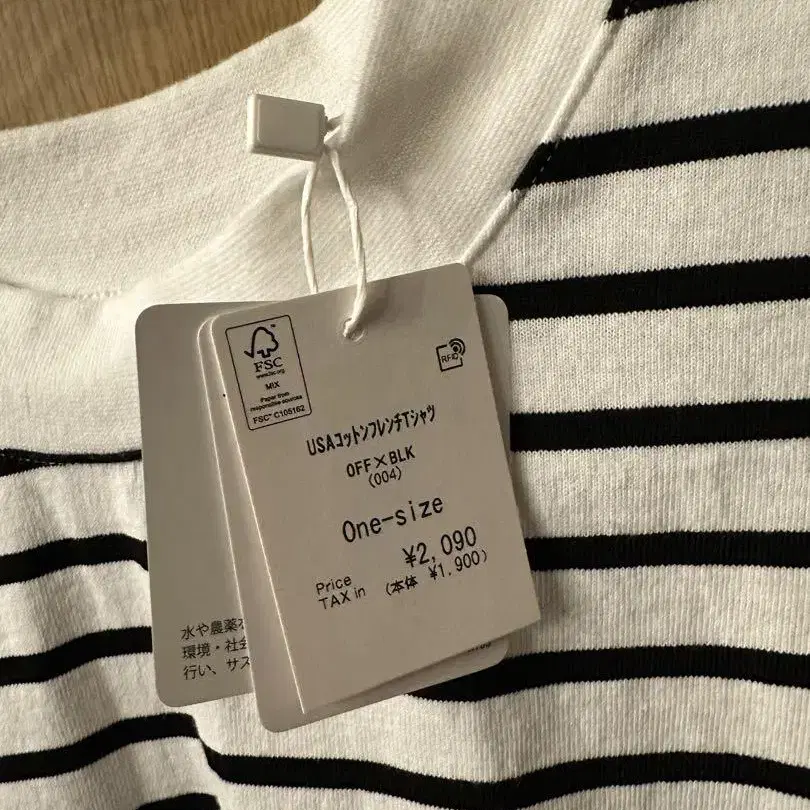 FSC
www.fsc.org
MIX
Paper from
responsible sources
FSC™ C105162
RFID
USAコットンフレンチTシャツ
OFF×BLK
(004)
One-size
¥2,090
Price
TAX in
(本体 ¥1,900)
水や農薬
環境・社会
行い、サス